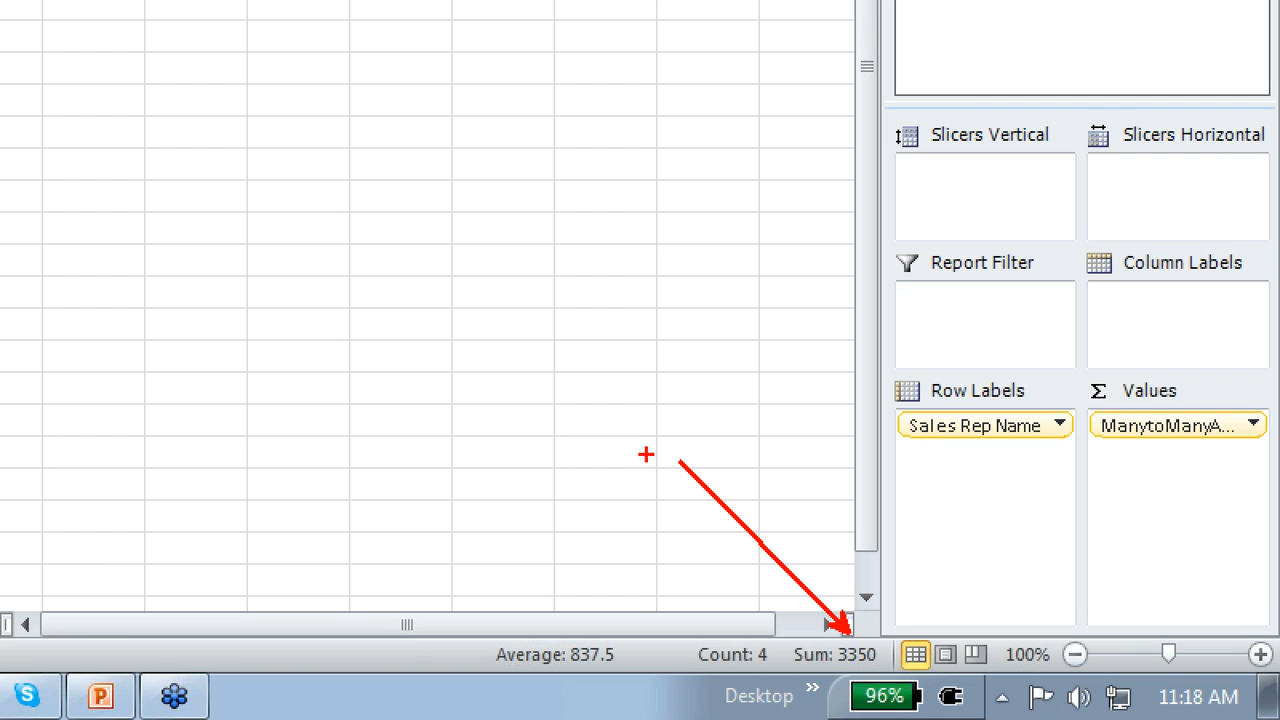 Slicers Vertical
Slicers Horizontal
Report Filter
Column Labels
Row Labels
Σ Values
Sales Rep Name
ManytoManyA...
Average: 837.5
Count: 4
Sum: 3350
100%
Desktop
»
96%
11:18 AM